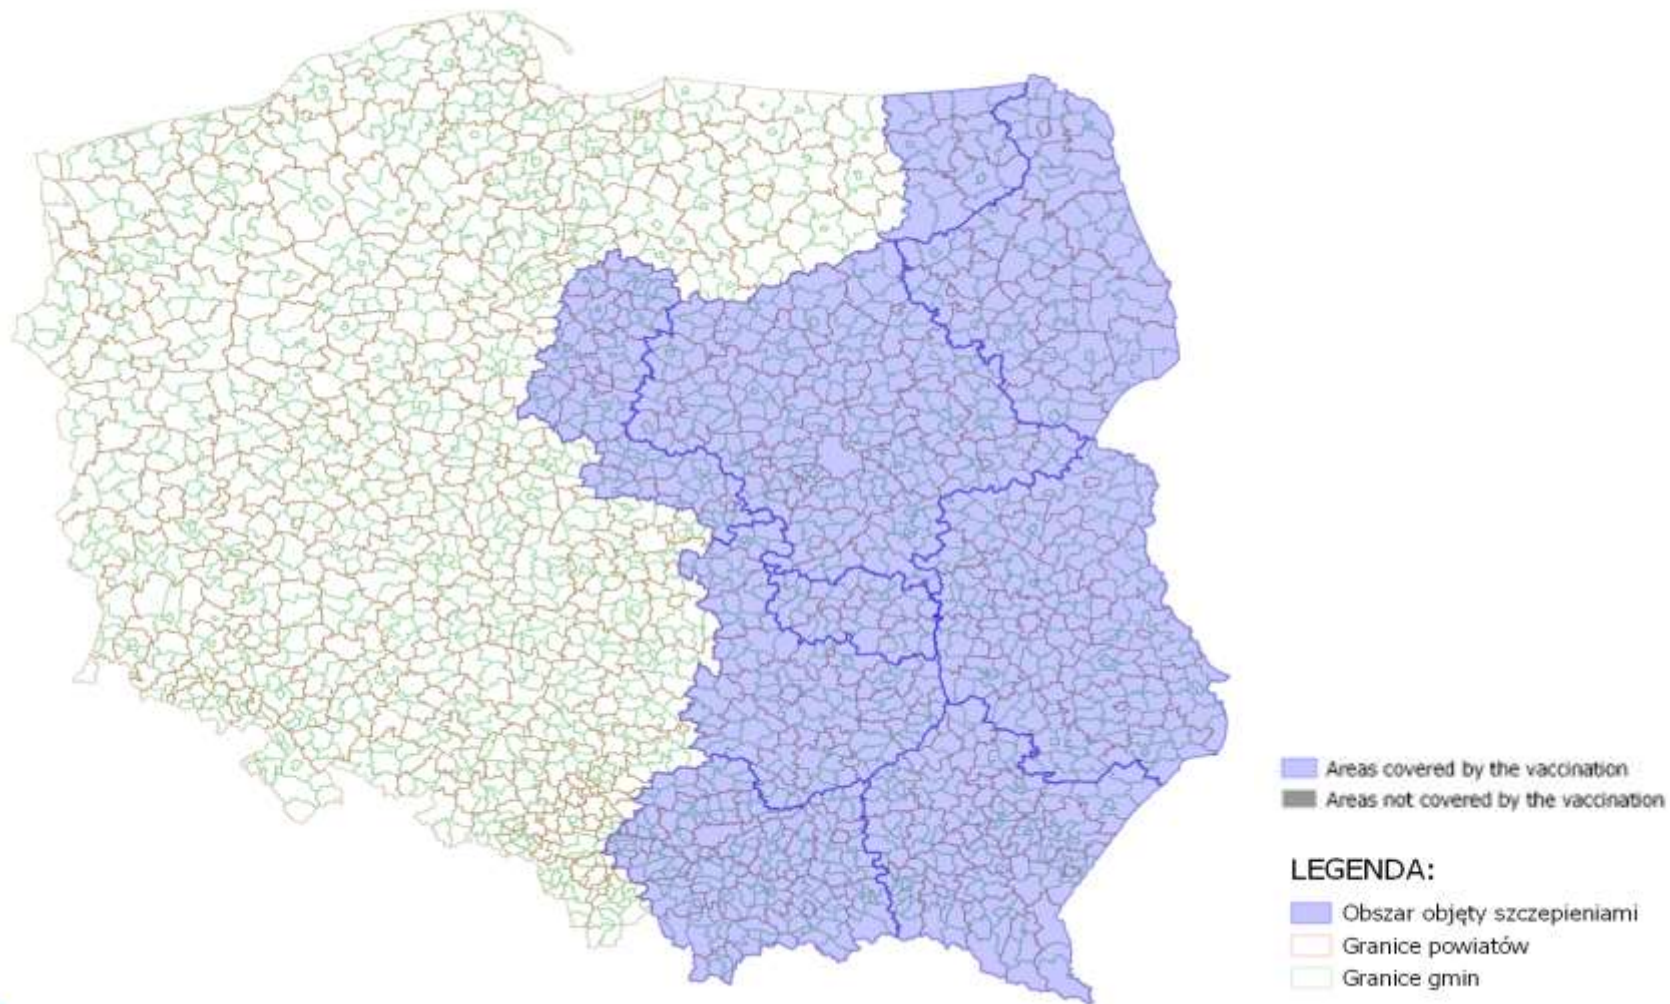 Areas covered by the vaccination
Areas not covered by the vaccination
LEGENDA:
Obszar objęty szczepieniami
Granice powiatów
Granice gmin